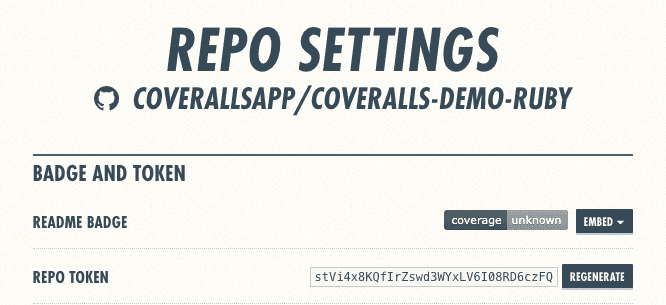 REPO SETTINGS
COVERALLSAPP/COVERALLS-DEMO-RUBY
BADGE AND TOKEN
README BADGE coverage unknown EMBED
REPO TOKEN stVi4x8KQfIrZswd3WYxLV6I08RD6czFQ REGENERATE